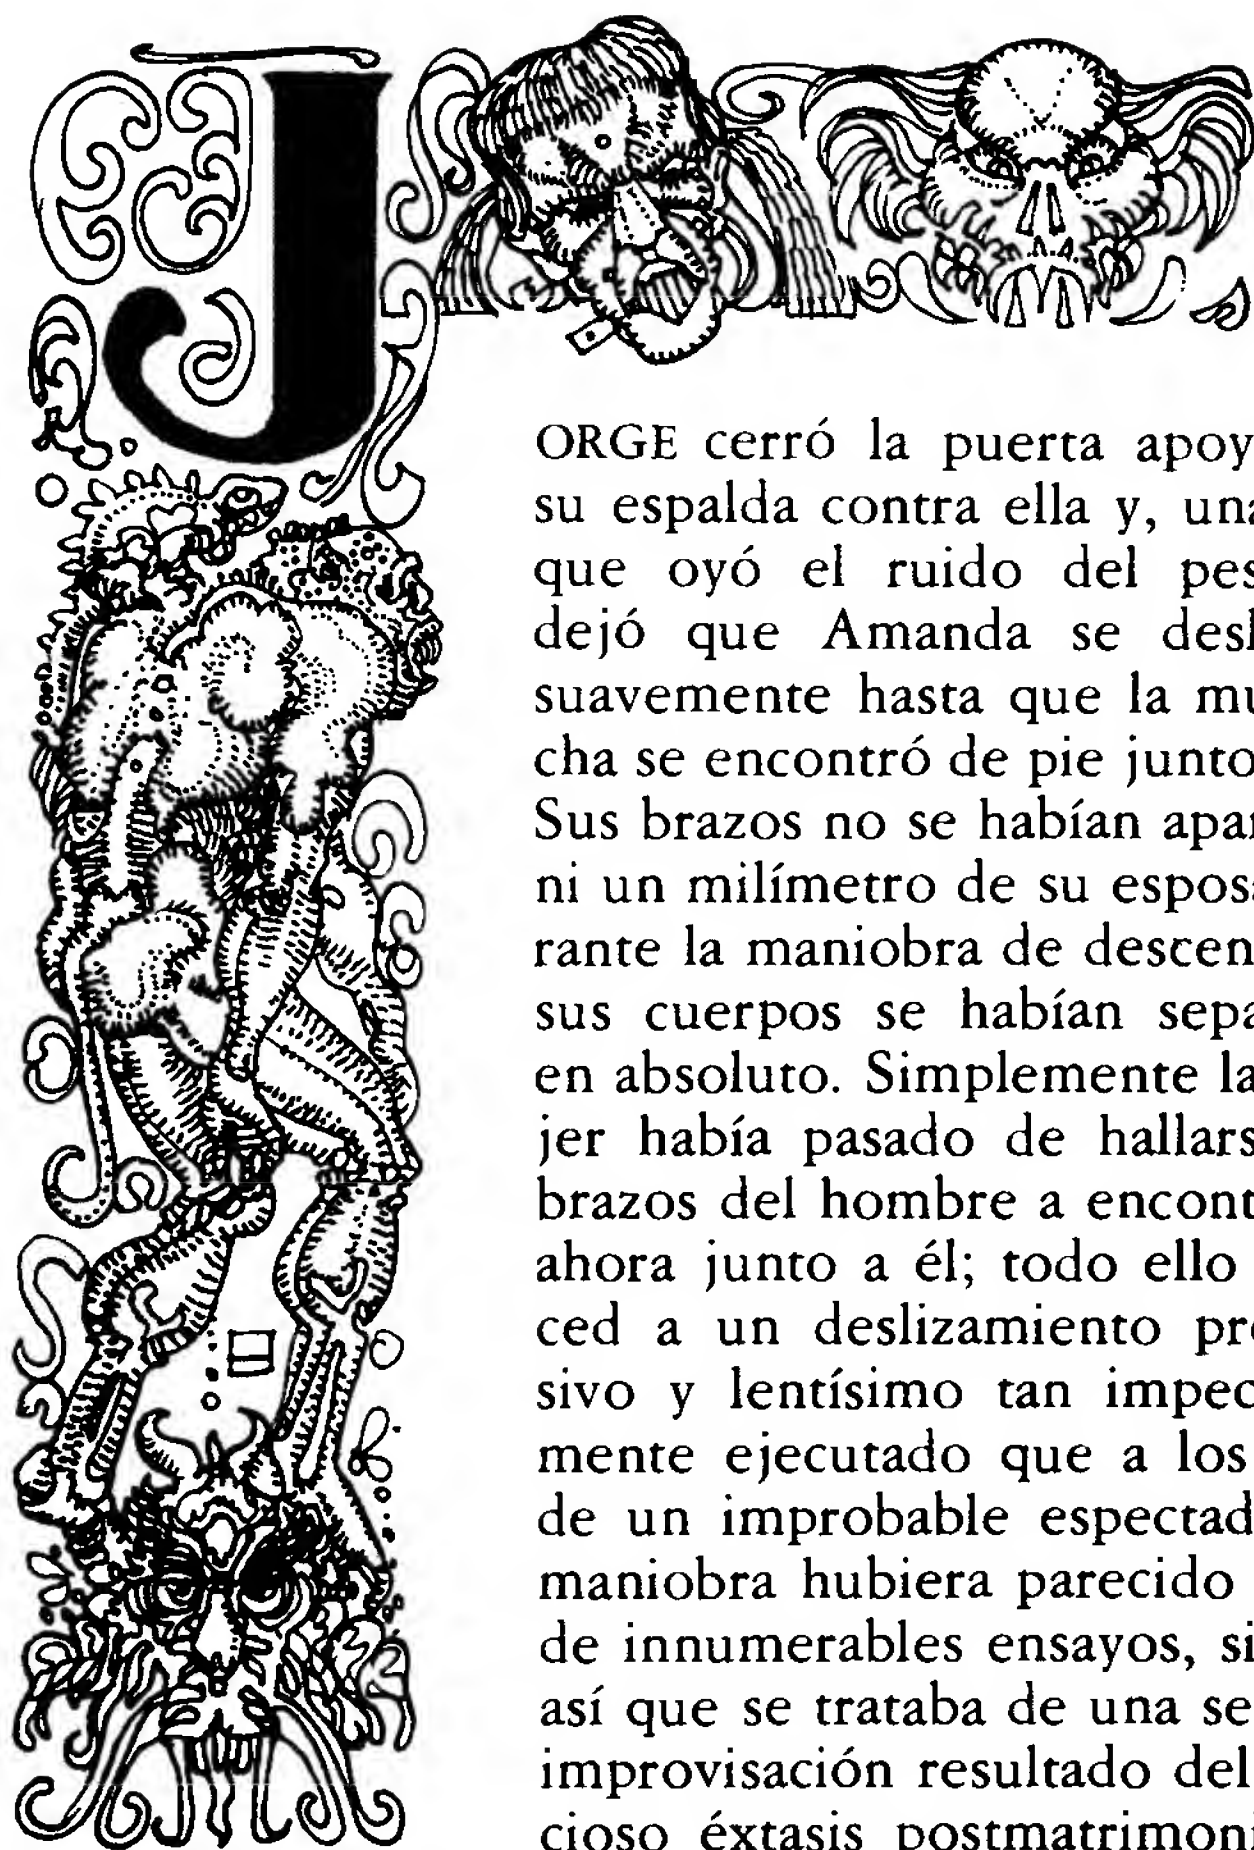 J
ORGE cerró la puerta apoy
su espalda contra ella y, una
que oyó el ruido del pes
dejó que Amanda se desl
suavemente hasta que la mu
cha se encontró de pie junto
Sus brazos no se habían apar
ni un milímetro de su esposa
rante la maniobra de descen
sus cuerpos se habían sepa
en absoluto. Simplemente la
jer había pasado de hallars
brazos del hombre a encont
ahora junto a él; todo ello
ced a un deslizamiento pro
sivo y lentísimo tan impec
mente ejecutado que a los
de un improbable espectad
maniobra hubiera parecido
de innumerables ensayos, si
así que se trataba de una se
improvisación resultado del
cioso éxtasis postmatrimoni